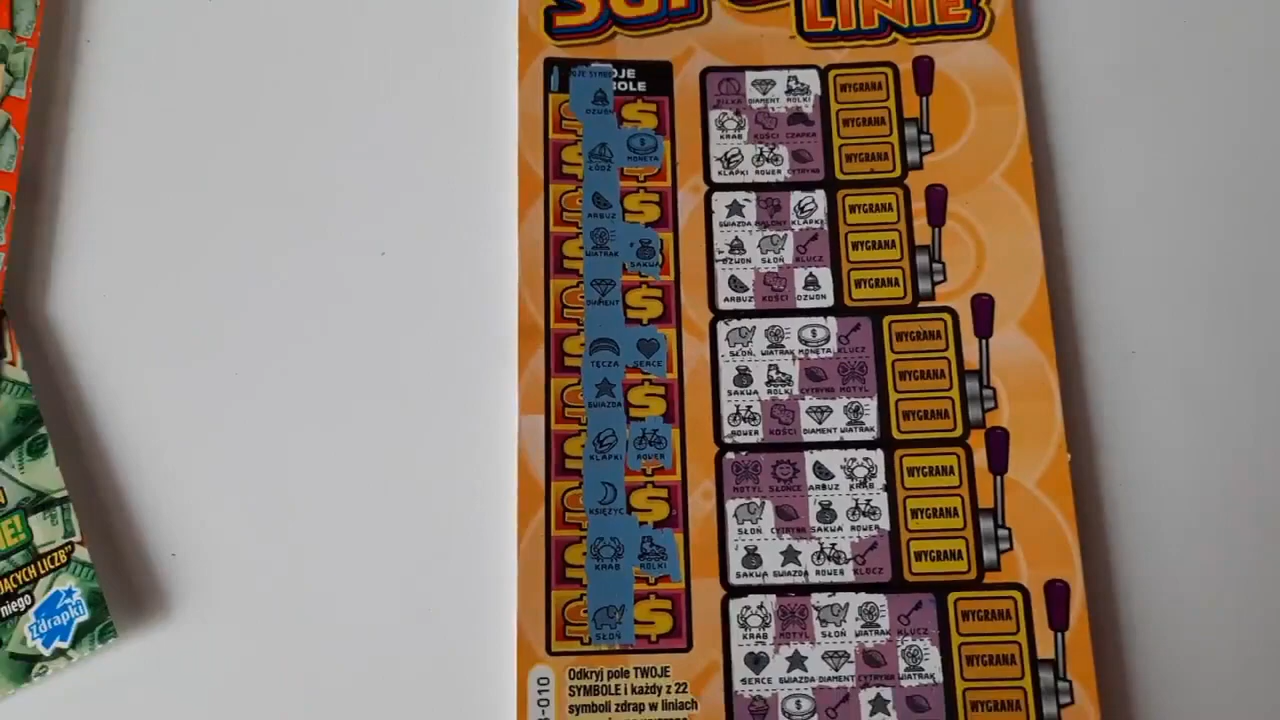 LINIE
TWOJE SYMBOLE
DZWON
ŁÓDŹ MONETA
ARBUZ
WIATRAK SAKWA
DIAMENT
TĘCZA SERCE
GWIAZDA
KLAPKI ROWER
KSIĘŻYC
KRAB ROLKI
SŁOŃ
PIŁKA DIAMENT ROLKI WYGRANA
KRAB KOŚCI CZAPKA WYGRANA
KLAPKI ROWER CYTRYNA WYGRANA
GWIAZDA BALONY KLAPKI WYGRANA
DZWON SŁOŃ KLUCZ WYGRANA
ARBUZ KOŚCI DZWON WYGRANA
SŁOŃ WIATRAK MONETA KLUCZ WYGRANA
SAKWA ROLKI CYTRYNA MOTYL WYGRANA
ROWER KOŚCI DIAMENT WIATRAK WYGRANA
MOTYL SŁOŃCE ARBUZ KRAB WYGRANA
SŁOŃ CYTRYNA SAKWA ROWER WYGRANA
SAKWA GWIAZDA ROWER KLUCZ WYGRANA
KRAB MOTYL SŁOŃ WIATRAK KLUCZ WYGRANA
SERCE GWIAZDA DIAMENT CYTRYNA WIATRAK WYGRANA
WYGRANA
Odkryj pole TWOJE
SYMBOLE i każdy z 22
symboli zdrap w liniach
-010
JĄCYCH LICZB"
niego
zdrapki